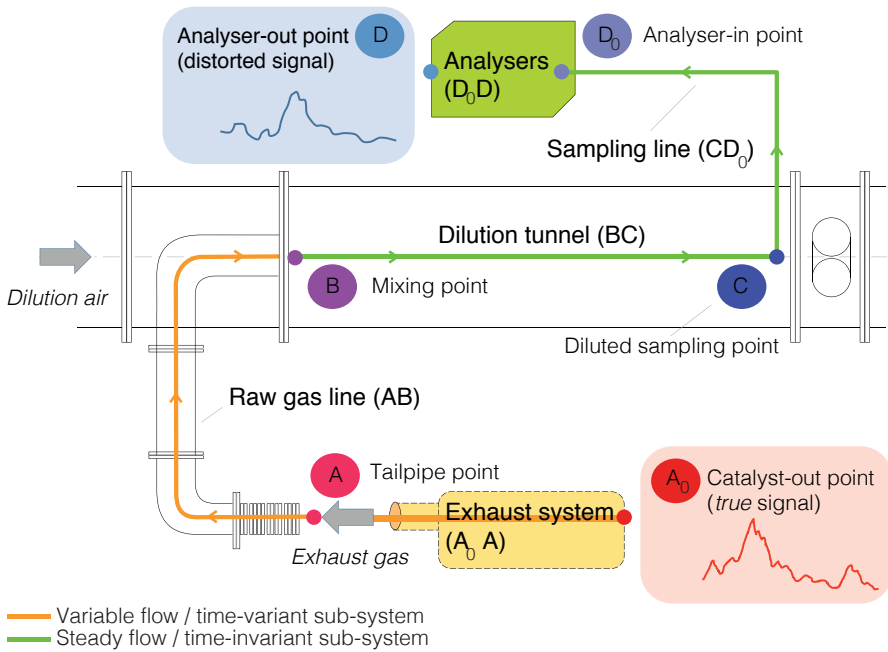 Analyser-out point
(distorted signal)
D
Analysers
(D₀D)
D₀
Analyser-in point
Sampling line (CD₀)
Dilution tunnel (BC)
Dilution air
B
Mixing point
C
Diluted sampling point
Raw gas line (AB)
A
Tailpipe point
Exhaust gas
Exhaust system
(A₀ A)
A₀
Catalyst-out point
(true signal)
Variable flow / time-variant sub-system
Steady flow / time-invariant sub-system